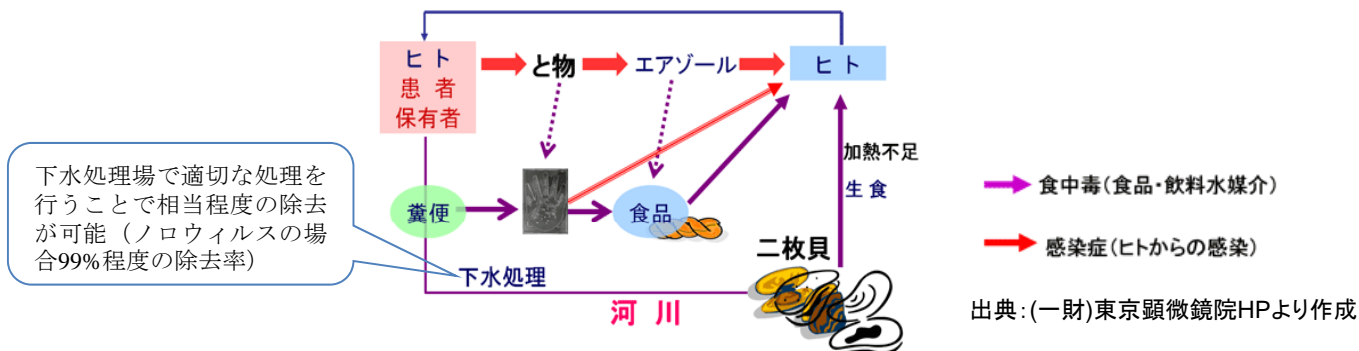 ヒト
患者
保有者
と物
エアゾール
ヒト
下水処理場で適切な処理を
行うことで相当程度の除去
が可能（ノロウィルスの場
合99%程度の除去率）
糞便
食品
加熱不足
生食
二枚貝
下水処理
河川
食中毒(食品・飲料水媒介)
感染症(ヒトからの感染)
出典：(一財)東京顕微鏡院HPより作成